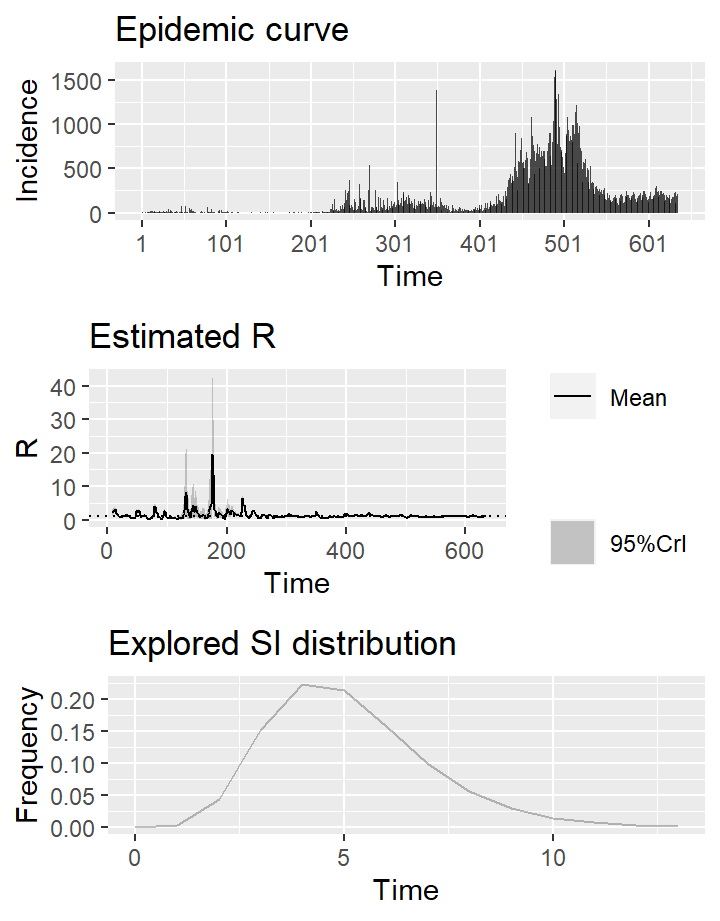 Epidemic curve
1500
1000
500
0
Incidence
1 101 201 301 401 501 601
Time
Estimated R
40
30
20
10
0
R
0 200 400 600
Time
Mean
95%CrI
Explored SI distribution
0.20
0.15
0.10
0.05
0.00
Frequency
0 5 10
Time